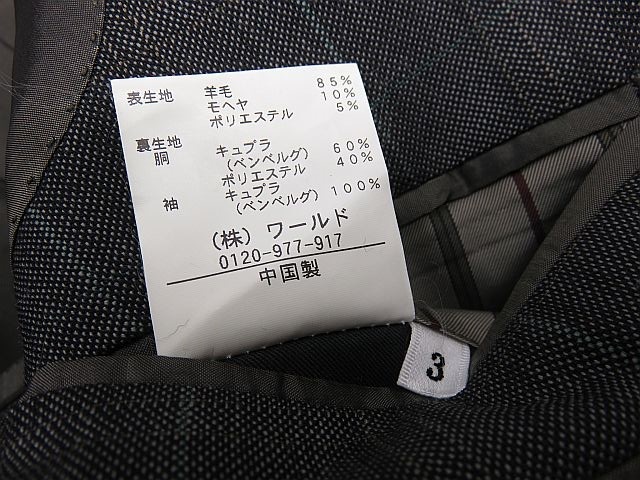 表生地 羊毛 85%
モヘヤ 10%
ポリエステル 5%
裏生地 キュプラ 60%
胴 (ベンベルグ)
ポリエステル 40%
袖 キュプラ 100%
(ベンベルグ)
(株) ワールド
0120-977-917
中国製
3